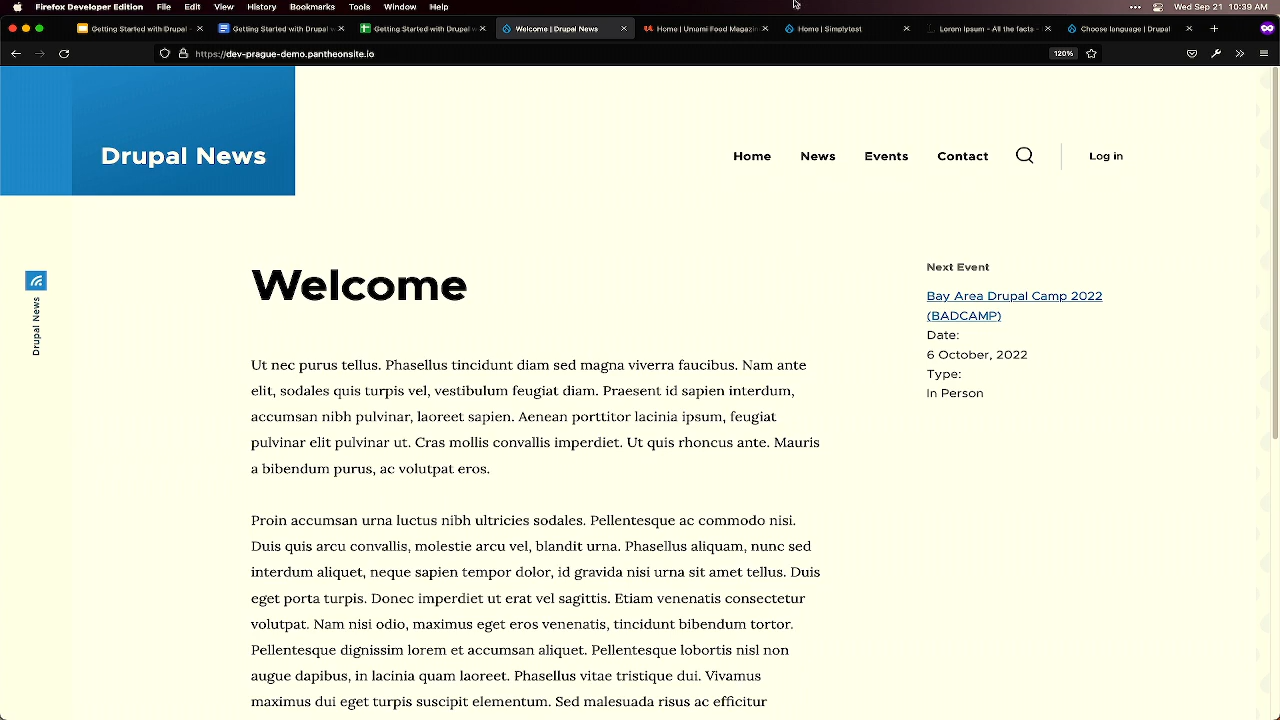 Firefox Developer Edition File Edit View History Bookmarks Tools Window Help Wed Sep 21 10:39 AM
Getting Started with Drupal - Getting Started with Drupal w Getting Started with Drupal w Welcome | Drupal News Home | Umami Food Magazin Home | Simplytest Lorem Ipsum - All the facts - Choose language | Drupal
https://dev-prague-demo.pantheonsite.io 120%
Drupal News
Home News Events Contact Log in
Drupal News
Welcome
Ut nec purus tellus. Phasellus tincidunt diam sed magna viverra faucibus. Nam ante
elit, sodales quis turpis vel, vestibulum feugiat diam. Praesent id sapien interdum,
accumsan nibh pulvinar, laoreet sapien. Aenean porttitor lacinia ipsum, feugiat
pulvinar elit pulvinar ut. Cras mollis convallis imperdiet. Ut quis rhoncus ante. Mauris
a bibendum purus, ac volutpat eros.
Proin accumsan urna luctus nibh ultricies sodales. Pellentesque ac commodo nisi.
Duis quis arcu convallis, molestie arcu vel, blandit urna. Phasellus aliquam, nunc sed
interdum aliquet, neque sapien tempor dolor, id gravida nisi urna sit amet tellus. Duis
eget porta turpis. Donec imperdiet ut erat vel sagittis. Etiam venenatis consectetur
volutpat. Nam nisi odio, maximus eget eros venenatis, tincidunt bibendum tortor.
Pellentesque dignissim lorem et accumsan aliquet. Pellentesque lobortis nisl non
augue dapibus, in lacinia quam laoreet. Phasellus vitae tristique dui. Vivamus
maximus dui eget turpis suscipit elementum. Sed malesuada risus ac efficitur
Next Event
Bay Area Drupal Camp 2022
(BADCAMP)
Date:
6 October, 2022
Type:
In Person